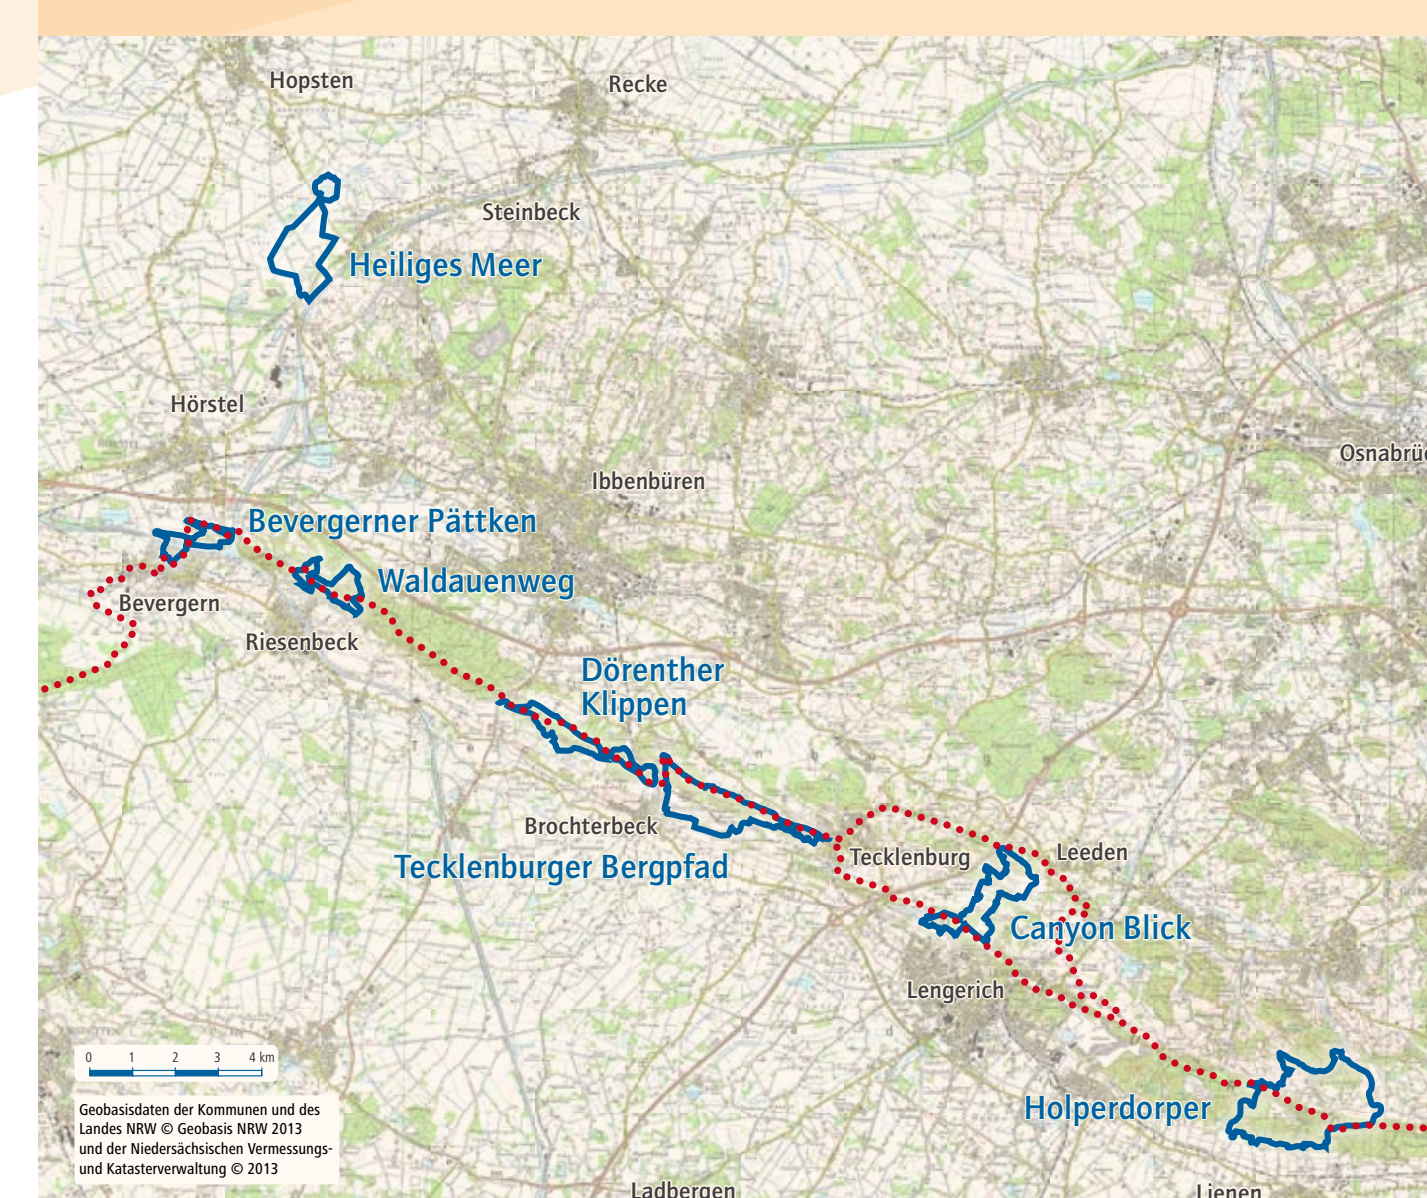 Hopsten
Recke
Steinbeck
Heiliges Meer
Hörstel
Osnabrü
Ibbenbüren
Bevergerner Pättken
Waldauenweg
Bevergern
Riesenbeck
Dörenther
Klippen
Brochterbeck
Tecklenburg
Leeden
Tecklenburger Bergpfad
Canyon Blick
Lengerich
0 1 2 3 4 km
Geobasisdaten der Kommunen und des
Landes NRW © Geobasis NRW 2013
und der Niedersächsischen Vermessungs-
und Katasterverwaltung © 2013
Holperdorper
Ladbergen
Lienen